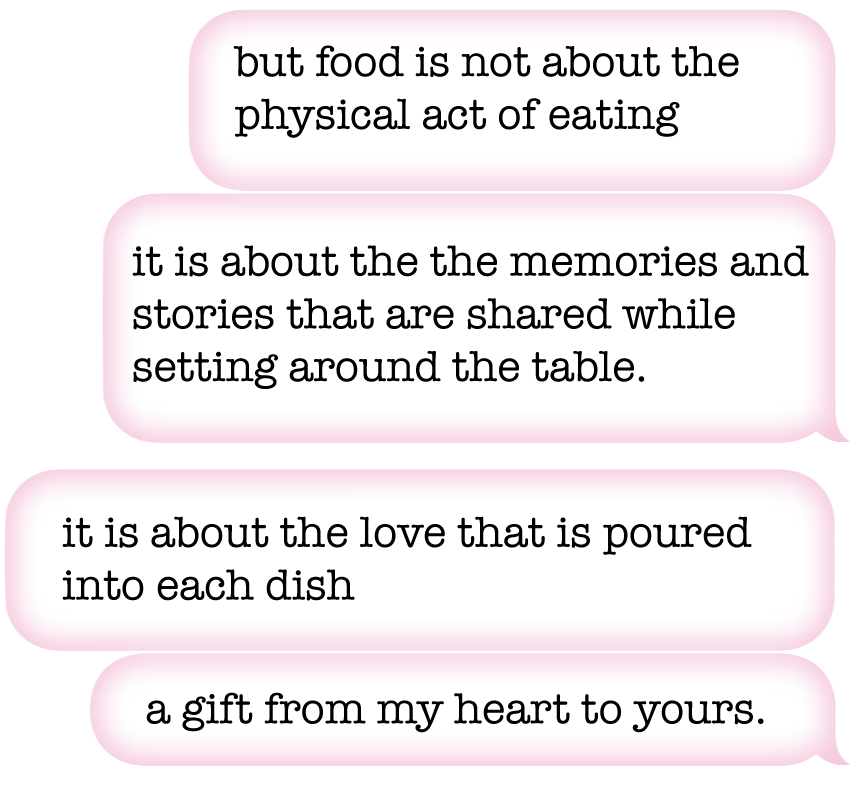 but food is not about the
physical act of eating
it is about the the memories and
stories that are shared while
setting around the table.
it is about the love that is poured
into each dish
a gift from my heart to yours.